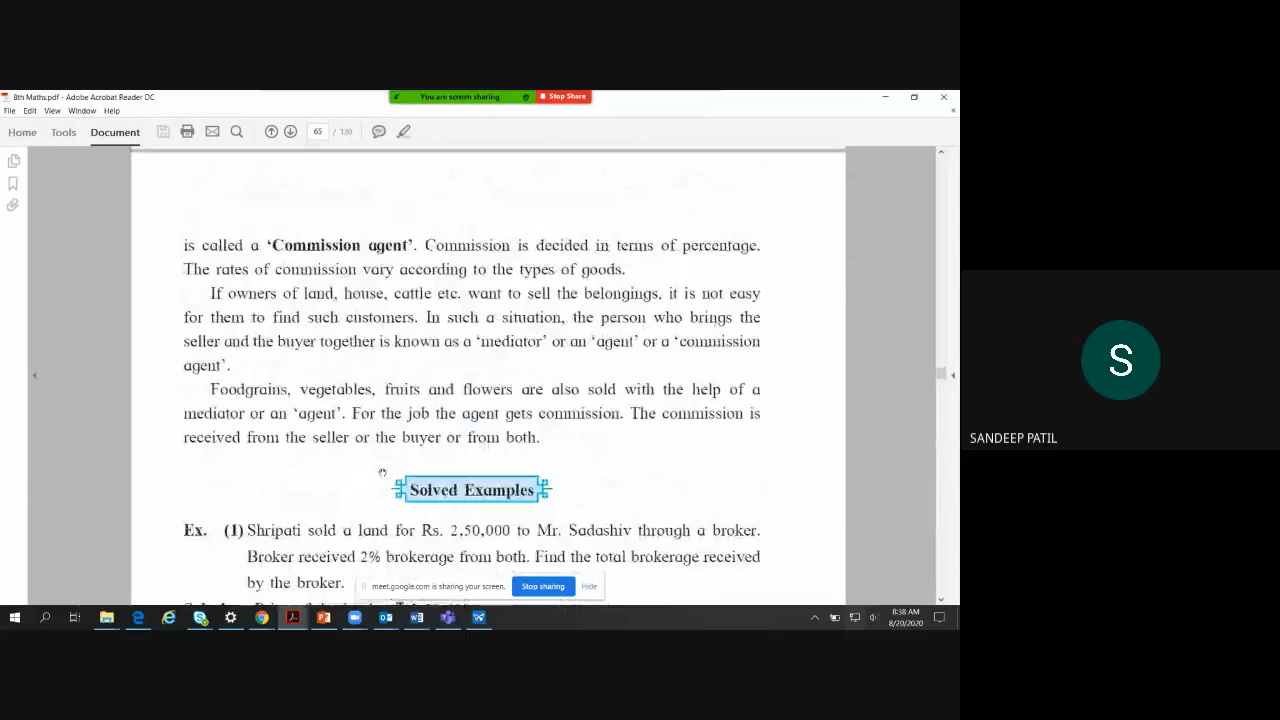 8th Maths.pdf - Adobe Acrobat Reader DC
You are screen sharing
Stop Share
File Edit View Window Help
Home Tools Document 65 / 130
is called a ‘Commission agent’. Commission is decided in terms of percentage.
The rates of commission vary according to the types of goods.
If owners of land, house, cattle etc. want to sell the belongings, it is not easy
for them to find such customers. In such a situation, the person who brings the
seller and the buyer together is known as a ‘mediator’ or an ‘agent’ or a ‘commission
agent’.
Foodgrains, vegetables, fruits and flowers are also sold with the help of a
mediator or an ‘agent’. For the job the agent gets commission. The commission is
received from the seller or the buyer or from both.
Solved Examples
Ex. (1) Shripati sold a land for Rs. 2,50,000 to Mr. Sadashiv through a broker.
Broker received 2% brokerage from both. Find the total brokerage received
by the broker.
meet.google.com is sharing your screen. Stop sharing Hide
8:38 AM
8/20/2020
S
SANDEEP PATIL